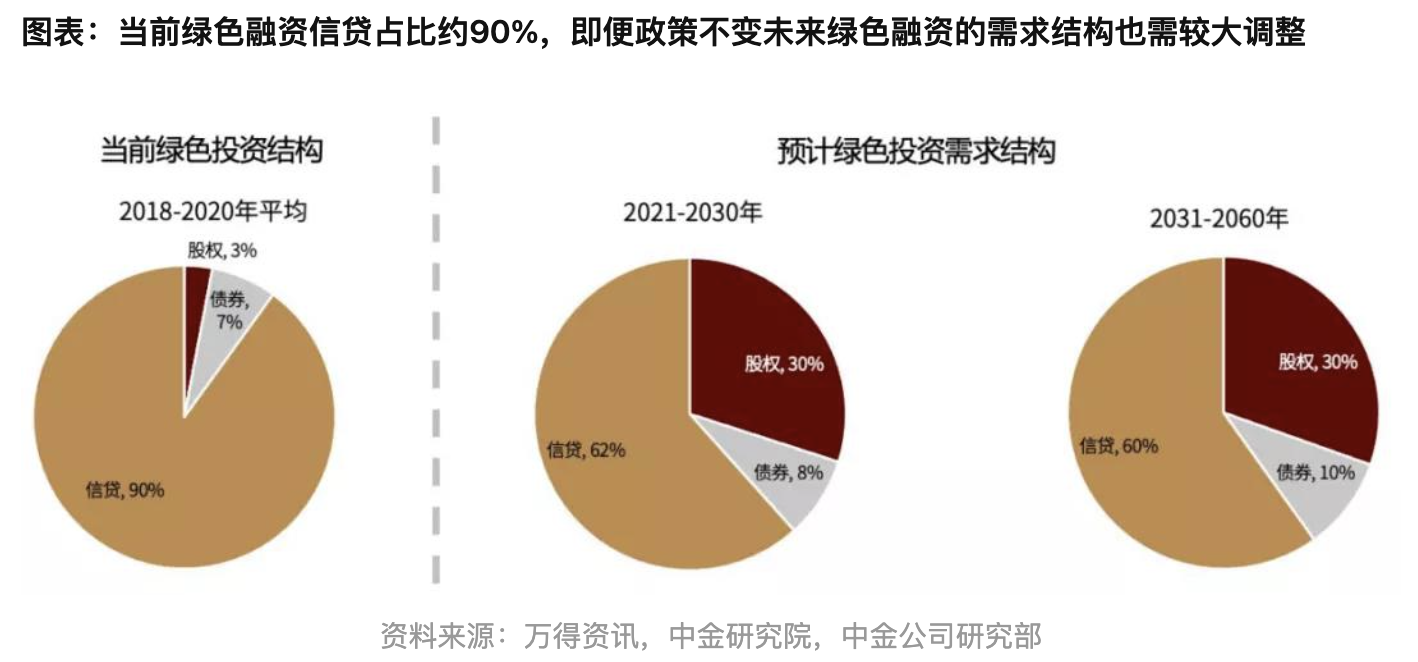 图表：当前绿色融资信贷占比约90%，即便政策不变未来绿色融资的需求结构也需较大调整
当前绿色投资结构
预计绿色投资需求结构
2018-2020年平均
2021-2030年
2031-2060年
股权, 3%
债券,
7%
信贷, 90%
股权, 30%
信贷, 62%
债券, 8%
股权, 30%
信贷, 60%
债券, 10%
资料来源：万得资讯，中金研究院，中金公司研究部